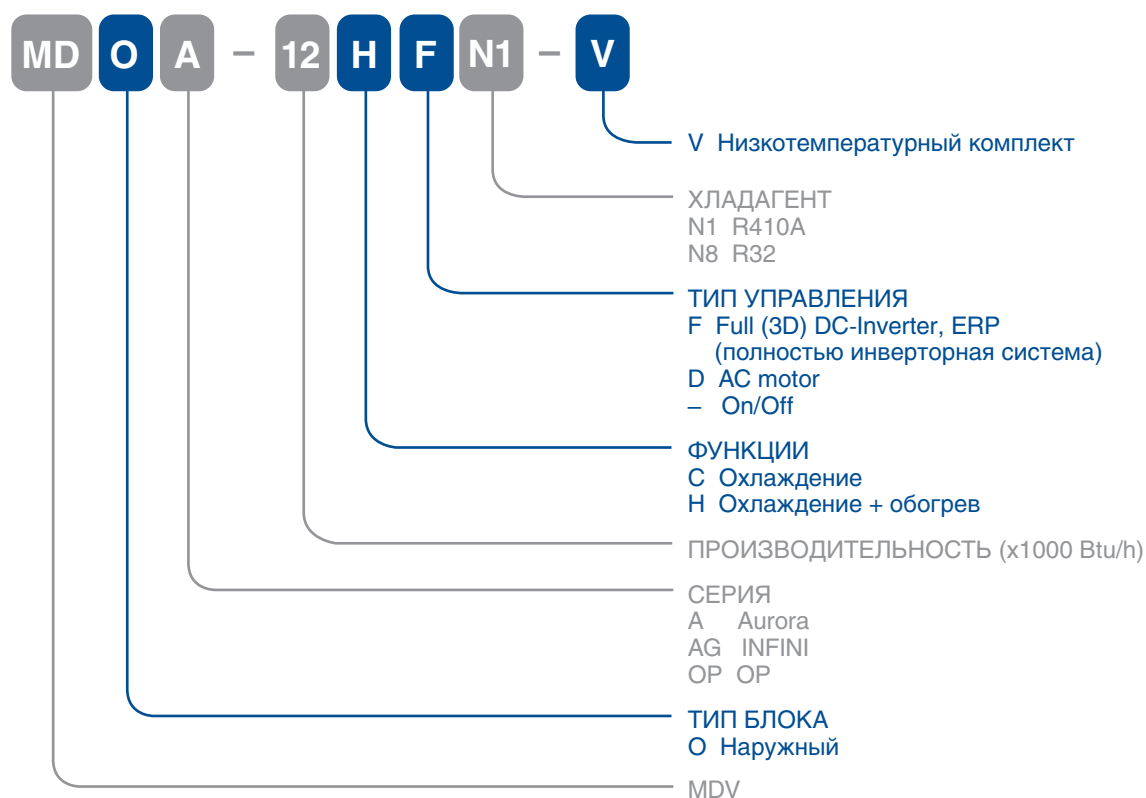 MD O A – 12 H F N1 – V
V Низкотемпературный комплект
ХЛАДАГЕНТ
N1 R410A
N8 R32
ТИП УПРАВЛЕНИЯ
F Full (3D) DC-Inverter, ERP
(полностью инверторная система)
D AC motor
– On/Off
ФУНКЦИИ
C Охлаждение
H Охлаждение + обогрев
ПРОИЗВОДИТЕЛЬНОСТЬ (x1000 Btu/h)
СЕРИЯ
A Aurora
AG INFINI
OP OP
ТИП БЛОКА
O Наружный
MDV